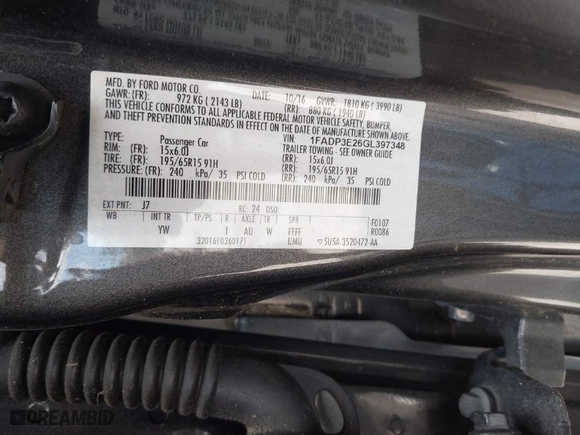 MFD. BY FORD MOTOR CO.
DATE: 10/16 GVWR: 1810 KG (3990 LB)
GAWR: (FR): 972 KG (2143 LB) (RR): 880 KG (1940 LB)
THIS VEHICLE CONFORMS TO ALL APPLICABLE FEDERAL MOTOR VEHICLE SAFETY, BUMPER,
AND THEFT PREVENTION STANDARDS IN EFFECT ON THE DATE OF MANUFACTURE SHOWN ABOVE.
VIN: 1FADP3E26GL397348
TYPE: Passenger Car TRAILER TOWING - SEE OWNER GUIDE
RIM: (FR): 15x6.0J (RR): 15x6.0J
TIRES: (FR): 195/65R15 91H (RR): 195/65R15 91H
PRESSURE: (FR): 240 kPa/ 35 PSI COLD (RR): 240 kPa/ 35 PSI COLD
EXT PNT: J7 RC: 24 DSO:
WB INT TR TP/PS R AXLE TR SPR F0107
YW 1 AU W FFFF R0086
3201610260171 UMU SU5A-3520472-AA
DREAMBID